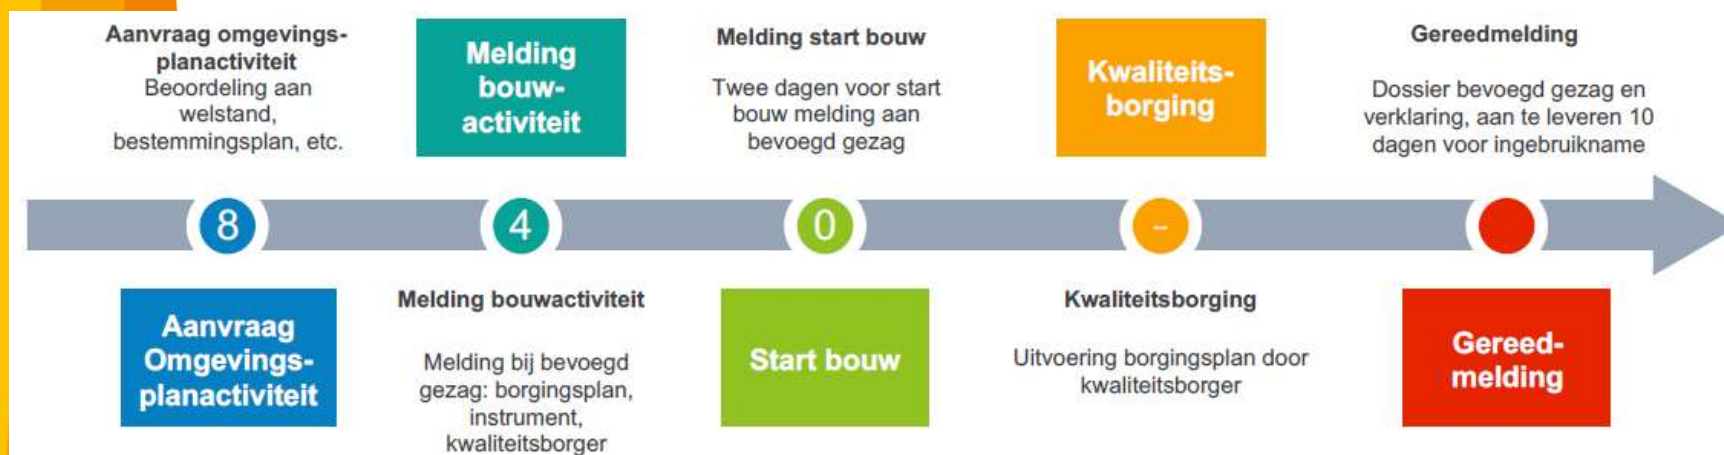 Aanvraag omgevings-
planactiviteit
Beoordeling aan
welstand,
bestemmingsplan, etc.
Melding
bouw-
activiteit
Melding start bouw
Twee dagen voor start
bouw melding aan
bevoegd gezag
Kwaliteits-
borging
Gereedmelding
Dossier bevoegd gezag en
verklaring, aan te leveren 10
dagen voor ingebruikname
8
4
0
-
Aanvraag
Omgevings-
planactiviteit
Melding bouwactiviteit
Melding bij bevoegd
gezag: borgingsplan,
instrument,
kwaliteitsborger
Start bouw
Kwaliteitsborging
Uitvoering borgingsplan door
kwaliteitsborger
Gereed-
melding